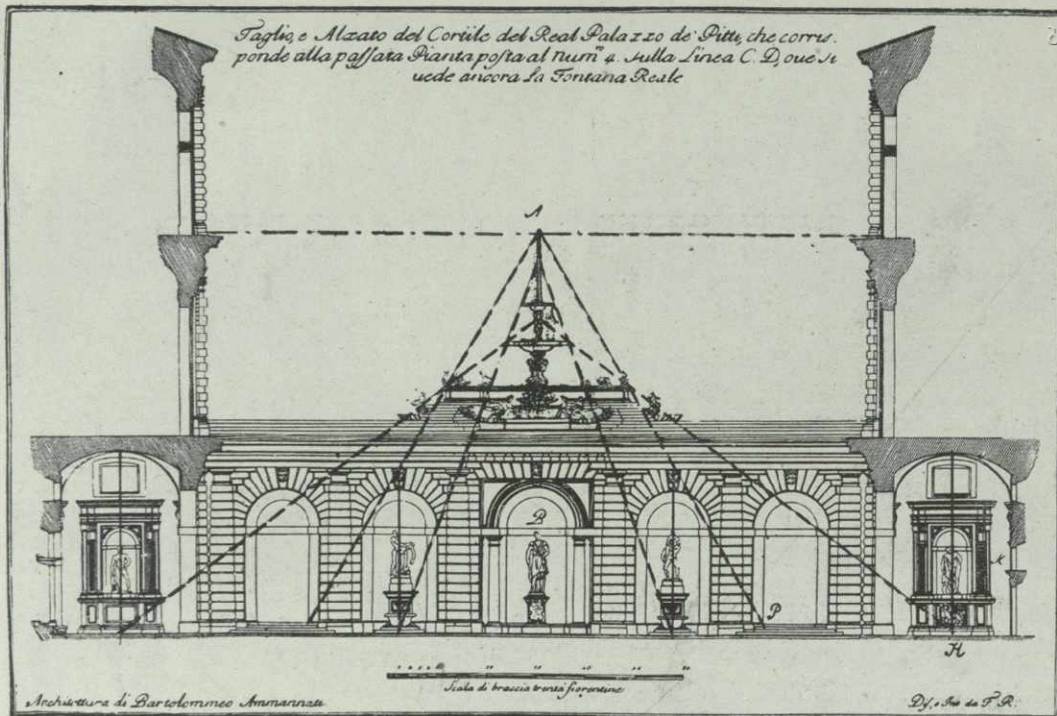 Taglio, e Alzato del Cortile del Real Palazzo de' Pitti, che corris.
ponde alla passata Pianta posta al num.º 4. sulla Linea C. D, oue si
uede ancora la Fontana Reale
A
B
P
K
H
Scala di braccia trenta fiorentine
Architettura di Bartolommeo Ammannati
Dis. e Inc. da F. R.